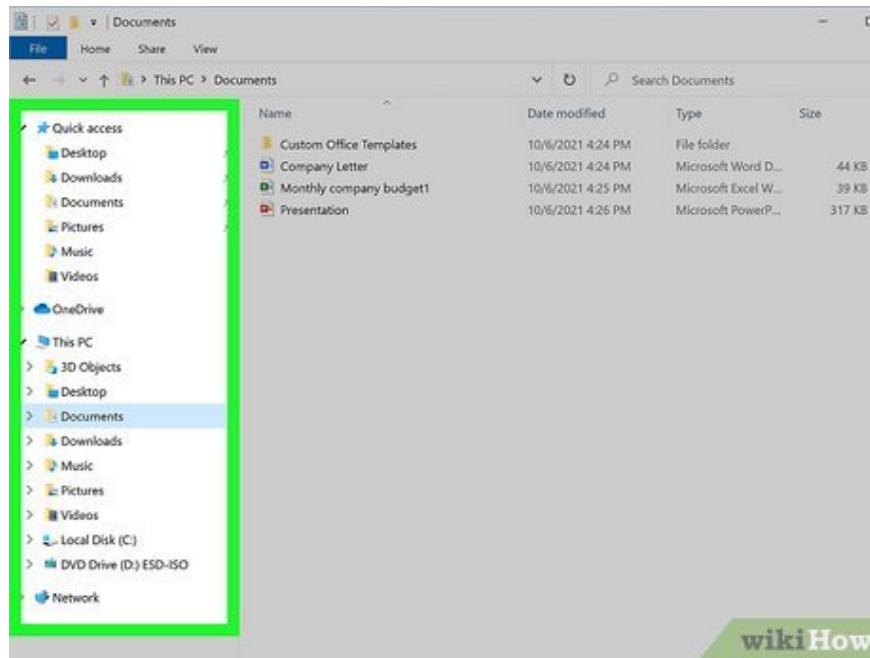 Documents
File Home Share View
This PC > Documents
Search Documents
Quick access
Desktop
Downloads
Documents
Pictures
Music
Videos
OneDrive
This PC
3D Objects
Desktop
Documents
Downloads
Music
Pictures
Videos
Local Disk (C:)
DVD Drive (D:) ESD-ISO
Network
Name Date modified Type Size
Custom Office Templates 10/6/2021 4:24 PM File folder
Company Letter 10/6/2021 4:24 PM Microsoft Word D... 44 KB
Monthly company budget1 10/6/2021 4:25 PM Microsoft Excel W... 39 KB
Presentation 10/6/2021 4:26 PM Microsoft PowerP... 317 KB
wikiHow